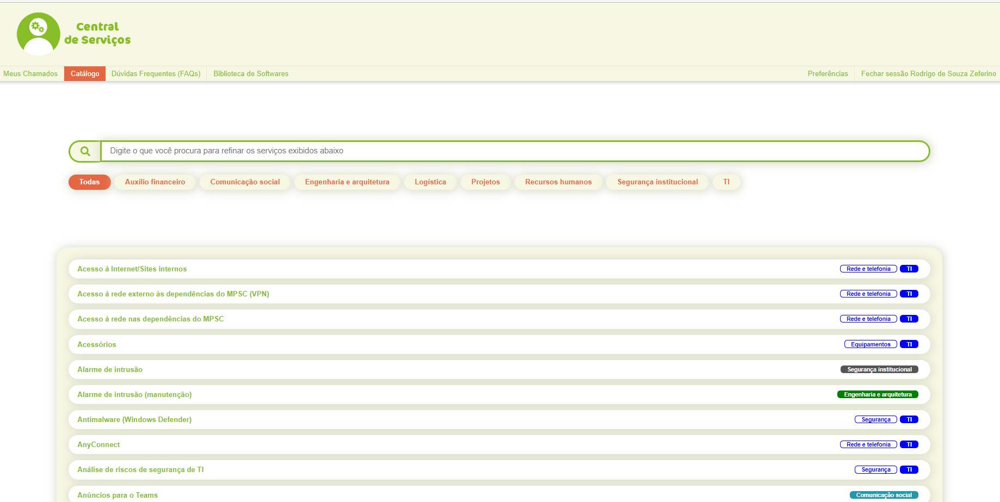 Central
de Serviços
Meus Chamados Catálogo Dúvidas Frequentes (FAQs) Biblioteca de Softwares Preferências Fechar sessão Rodrigo de Souza Zeferino
Digite o que você procura para refinar os serviços exibidos abaixo
Todas Auxílio financeiro Comunicação social Engenharia e arquitetura Logística Projetos Recursos humanos Segurança institucional TI
Acesso à Internet/Sites internos Rede e telefonia TI
Acesso à rede externo às dependências do MPSC (VPN) Rede e telefonia TI
Acesso à rede nas dependências do MPSC Rede e telefonia TI
Acessórios Equipamentos TI
Alarme de intrusão Segurança institucional
Alarme de intrusão (manutenção) Engenharia e arquitetura
Antimalware (Windows Defender) Segurança TI
AnyConnect Rede e telefonia TI
Análise de riscos de segurança de TI Segurança TI
Anúncios para o Teams Comunicação social